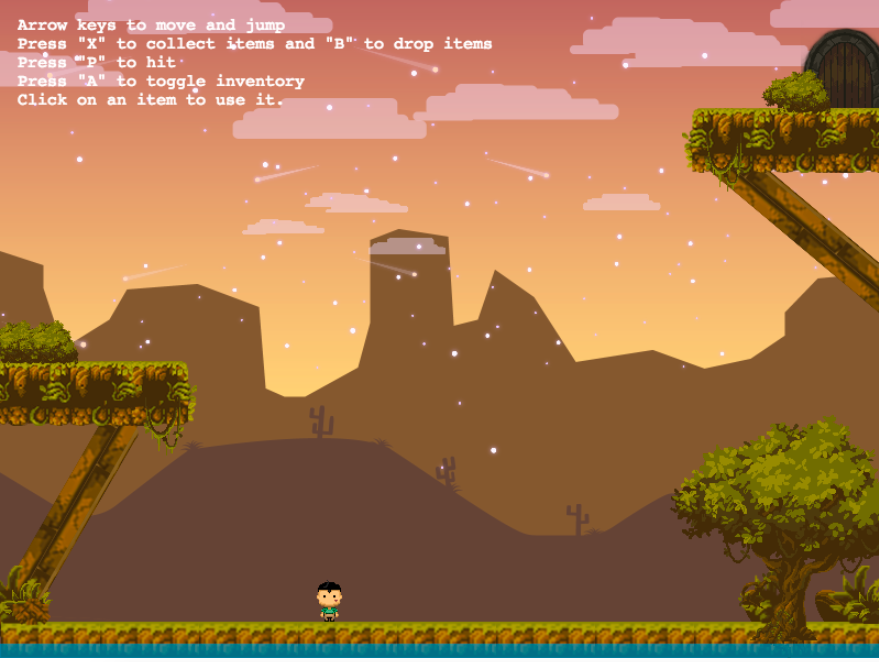 Arrow keys to move and jump
Press "X" to collect items and "B" to drop items
Press "P" to hit
Press "A" to toggle inventory
Click on an item to use it.